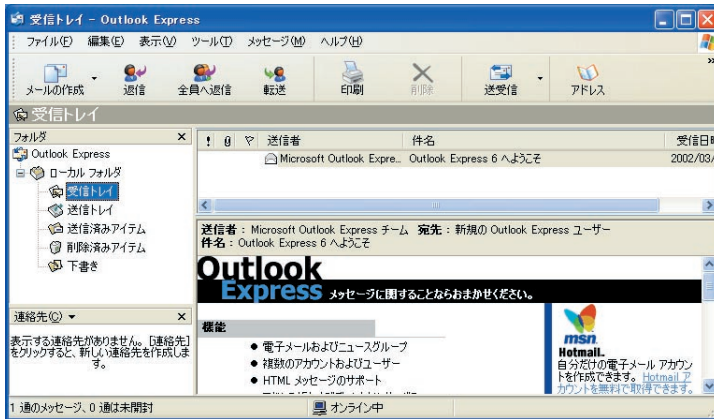 受信トレイ - Outlook Express
ファイル(F) 編集(E) 表示(V) ツール(T) メッセージ(M) ヘルプ(H)
メールの作成 返信 全員へ返信 転送 印刷 削除 送受信 アドレス
受信トレイ
フォルダ ×
Outlook Express
ローカル フォルダ
受信トレイ
送信トレイ
送信済みアイテム
削除済みアイテム
下書き
連絡先(C) ×
表示する連絡先がありません。[連絡先]
をクリックすると、新しい連絡先を作成しま
す。
! 送信者 件名 受信日時
Microsoft Outlook Expre... Outlook Express 6 へようこそ 2002/03/
送信者： Microsoft Outlook Express チーム 宛先： 新規の Outlook Express ユーザー
件名： Outlook Express 6 へようこそ
Outlook
Express メッセージに関することならおまかせください。
機能
● 電子メールおよびニュースグループ
● 複数のアカウントおよびユーザー
● HTML メッセージのサポート
msn
Hotmail
自分だけの電子メール アカウン
トを作成できます。 Hotmail ア
カウントを無料で取得できます。
1 通のメッセージ、0 通は未開封
オンライン中